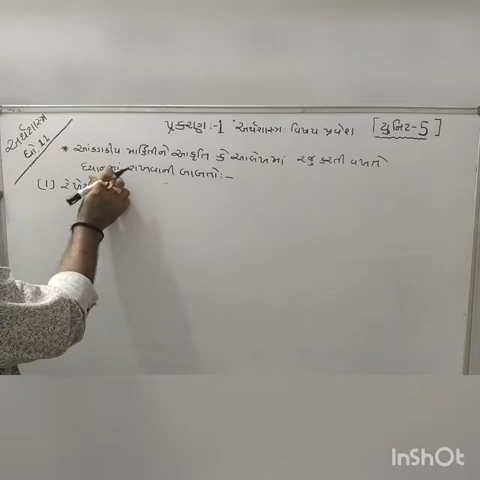 અર્થશાસ્ત્ર
ધો. 11
પ્રકરણ :- 1 અર્થશાસ્ત્ર : વિષય પ્રવેશ [યુનિટ-5]
* આંકડાકીય માહિતીને આકૃતિ કે આલેખમાં રજુ કરતી વખતે
ધ્યાનમાં રાખવાની બાબતો :-
(1)
InShOt